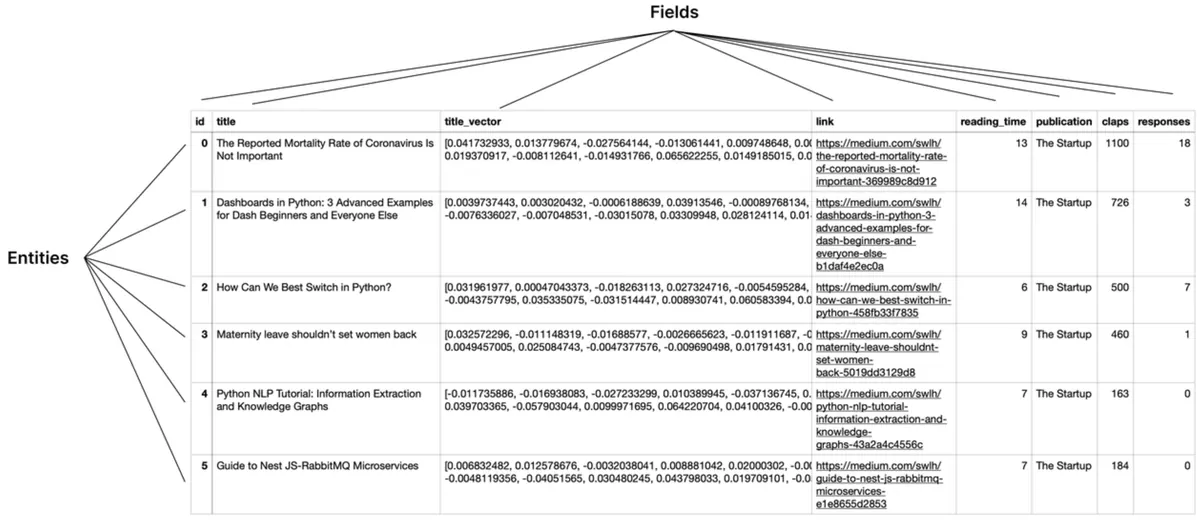 Fields
Entities
id title title_vector link reading_time publication claps responses
0 The Reported Mortality Rate of Coronavirus Is [0.041732933, 0.013779674, -0.027564144, -0.013061441, 0.009748648, https://medium.com/swlh/ 13 The Startup 1100 18
Not Important 0.019370917, -0.008112641, -0.014931766, 0.065622255, 0.0149185015, the-reported-mortality-rate-
of-coronavirus-is-not-
important-369989c8d912
1 Dashboards in Python: 3 Advanced Examples [0.0039737443, 0.003020432, -0.0006188639, 0.03913546, -0.00089768134, https://medium.com/swlh/ 14 The Startup 726 3
for Dash Beginners and Everyone Else -0.0076336027, -0.007048531, -0.03015078, 0.03309948, 0.028124114, dashboards-in-python-3-
advanced-examples-for-
dash-beginners-and-
everyone-else-
b1daf4e2ec0a
2 How Can We Best Switch in Python? [0.031961977, 0.00047043373, -0.018263113, 0.027324716, -0.0054595284, https://medium.com/swlh/ 6 The Startup 500 7
-0.0043757795, 0.035335075, -0.031514447, 0.008930741, 0.060583394, how-can-we-best-switch-in-
python-458fb33f7835
3 Maternity leave shouldn't set women back [0.032572296, -0.011148319, -0.01688577, -0.0026665623, -0.011911687, https://medium.com/swlh/ 9 The Startup 460 1
0.0049457005, 0.025084743, -0.0047377576, -0.009690498, 0.01791431, maternity-leave-shouldnt-
set-women-
back-5019dd3129d8
4 Python NLP Tutorial: Information Extraction [-0.011735886, -0.016938083, -0.027233299, 0.010389945, -0.037136745, https://medium.com/swlh/ 7 The Startup 163 0
and Knowledge Graphs 0.039703365, -0.057903044, 0.0099971695, 0.064220704, 0.04100326, python-nlp-tutorial-
information-extraction-and-
knowledge-
graphs-43a2a4c4556c
5 Guide to Nest JS-RabbitMQ Microservices [0.006832482, 0.012578676, -0.0032038041, 0.008881042, 0.02000302, https://medium.com/swlh/ 7 The Startup 184 0
-0.0048119356, -0.04051565, 0.030480245, 0.043798033, 0.019709101, guide-to-nest-js-rabbitmq-
microservices-
e1e8655d2853